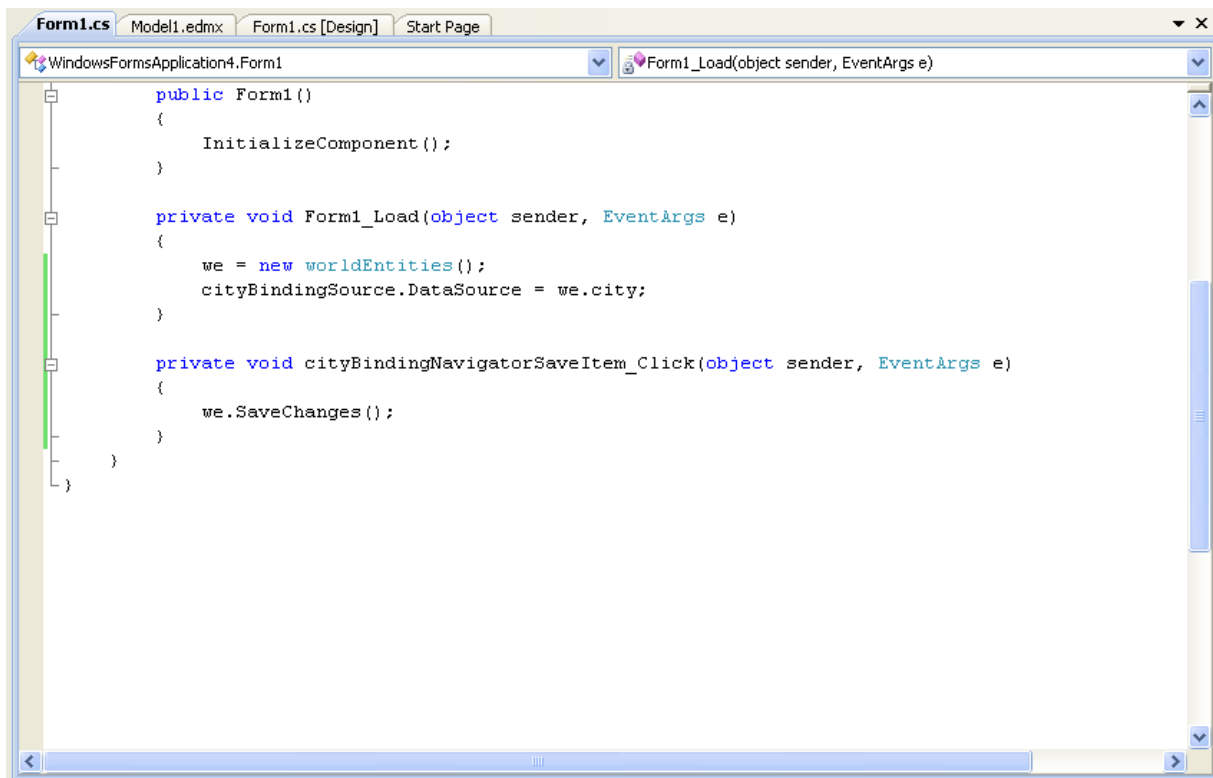 Form1.cs Model1.edmx Form1.cs [Design] Start Page
WindowsFormsApplication4.Form1 Form1_Load(object sender, EventArgs e)
public Form1()
{
InitializeComponent();
}
private void Form1_Load(object sender, EventArgs e)
{
we = new worldEntities();
cityBindingSource.DataSource = we.city;
}
private void cityBindingNavigatorSaveItem_Click(object sender, EventArgs e)
{
we.SaveChanges();
}
}
}